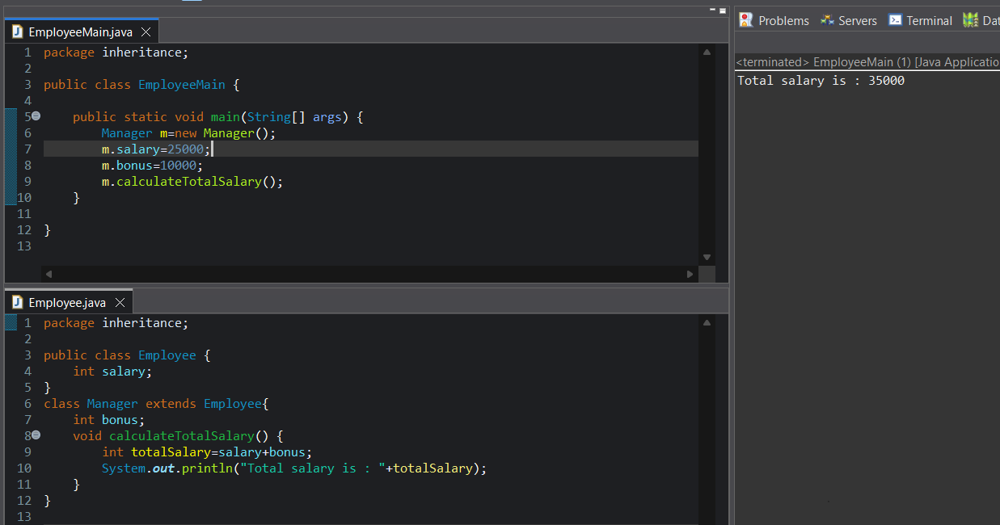 EmployeeMain.java
1 package inheritance;
2
3 public class EmployeeMain {
4
5 public static void main(String[] args) {
6 Manager m=new Manager();
7 m.salary=25000;
8 m.bonus=10000;
9 m.calculateTotalSalary();
10 }
11
12 }
13
Employee.java
1 package inheritance;
2
3 public class Employee {
4 int salary;
5 }
6 class Manager extends Employee{
7 int bonus;
8 void calculateTotalSalary() {
9 int totalSalary=salary+bonus;
10 System.out.println("Total salary is : "+totalSalary);
11 }
12 }
13
Problems Servers Terminal Dat
<terminated> EmployeeMain (1) [Java Applicatio
Total salary is : 35000